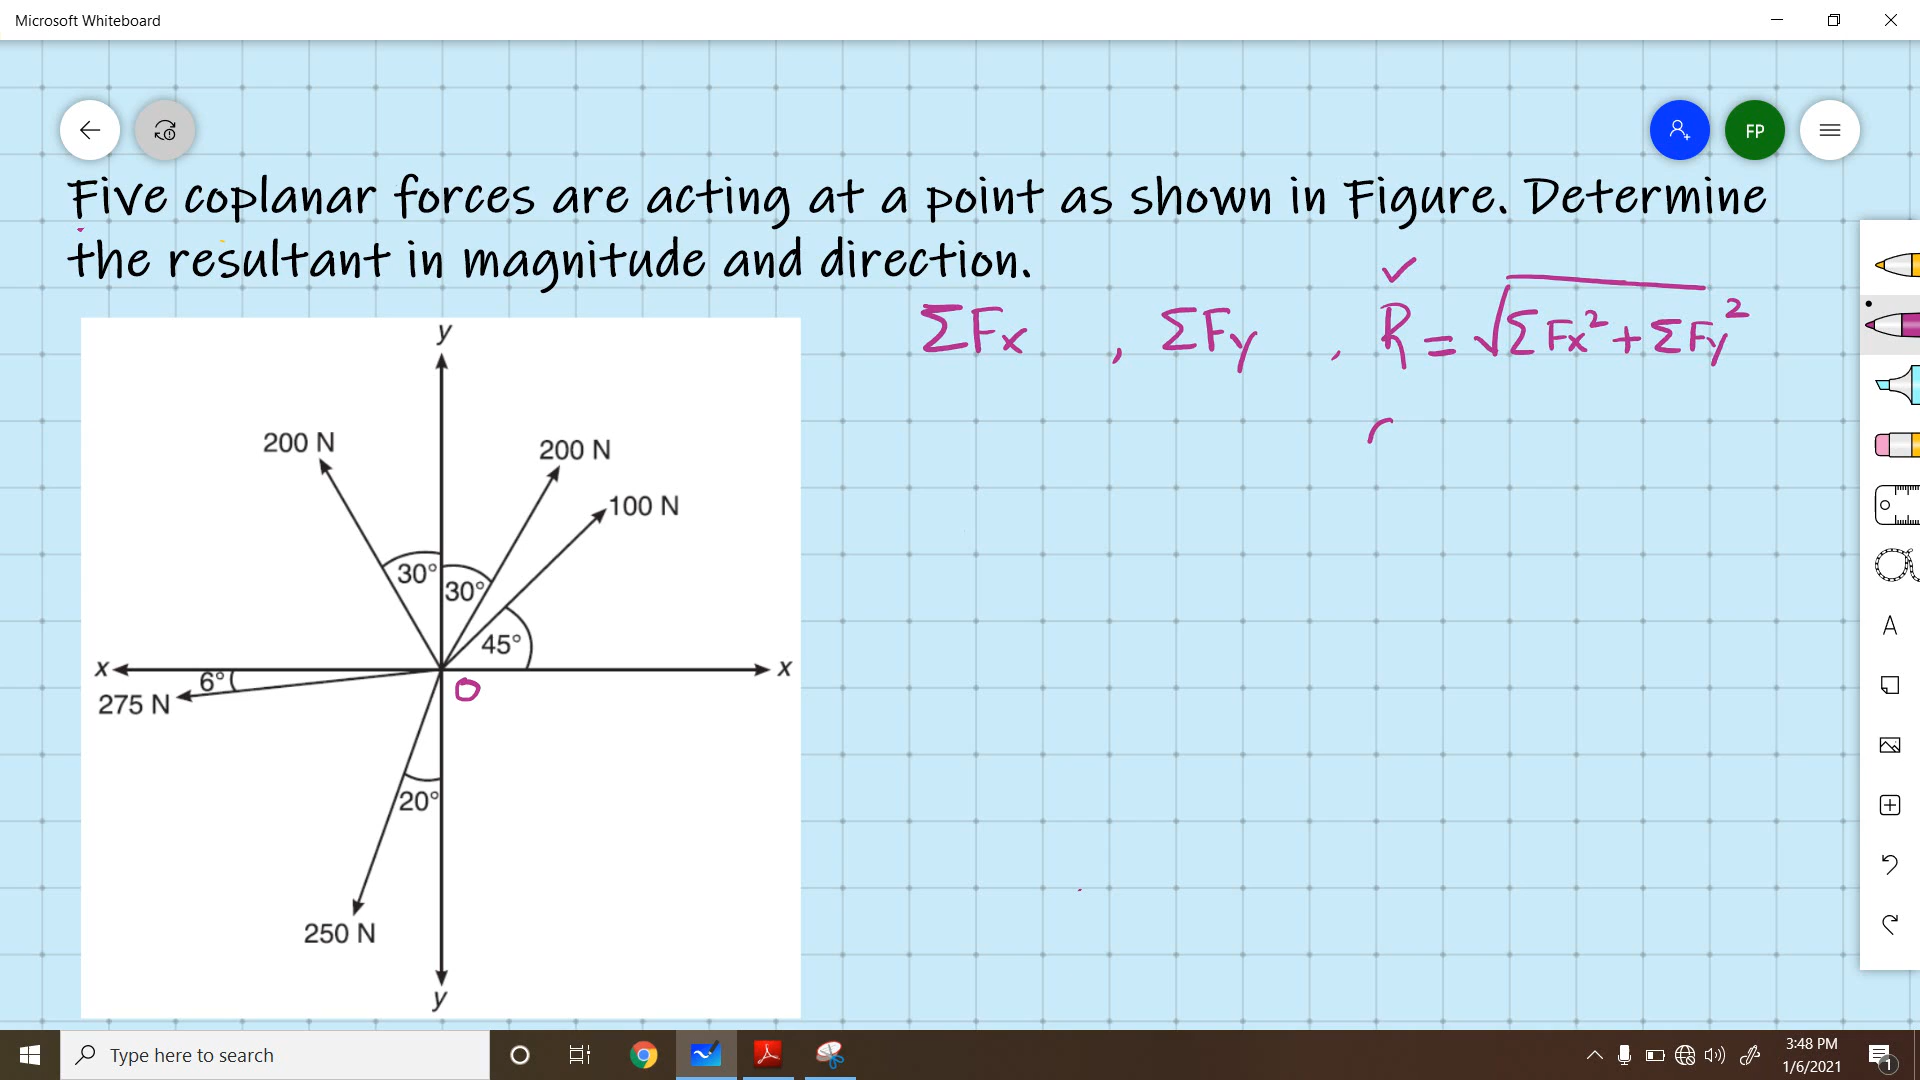 Microsoft Whiteboard
FP
Five coplanar forces are acting at a point as shown in Figure. Determine
the resultant in magnitude and direction.
ΣFx , ΣFy , R = √ΣFx² + ΣFy²
y
200 N
200 N
100 N
30°
30°
45°
x
x
6°
275 N
O
20°
250 N
y
A
Type here to search
3:48 PM
1/6/2021
1